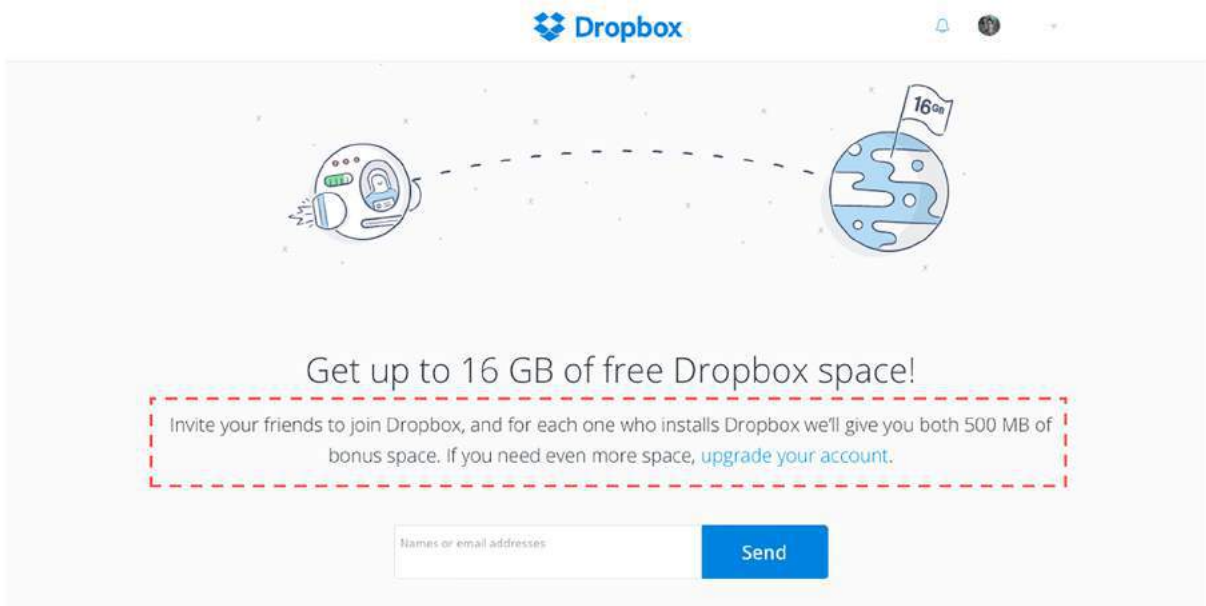 Dropbox
16 GB
Get up to 16 GB of free Dropbox space!
Invite your friends to join Dropbox, and for each one who installs Dropbox we'll give you both 500 MB of
bonus space. If you need even more space, upgrade your account.
Names or email addresses
Send